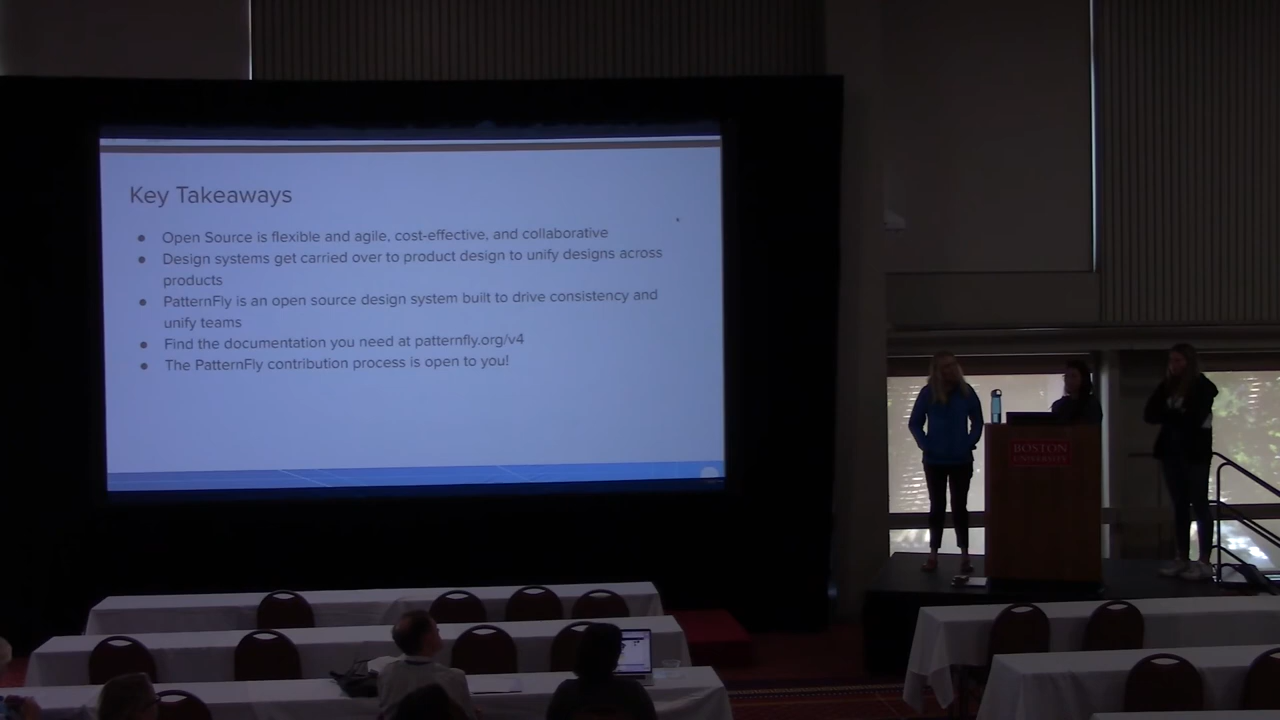 Key Takeaways
● Open Source is flexible and agile, cost-effective, and collaborative
● Design systems get carried over to product design to unify designs across
products
● PatternFly is an open source design system built to drive consistency and
unify teams
● Find the documentation you need at patternfly.org/v4
● The PatternFly contribution process is open to you!
BOSTON
UNIVERSITY